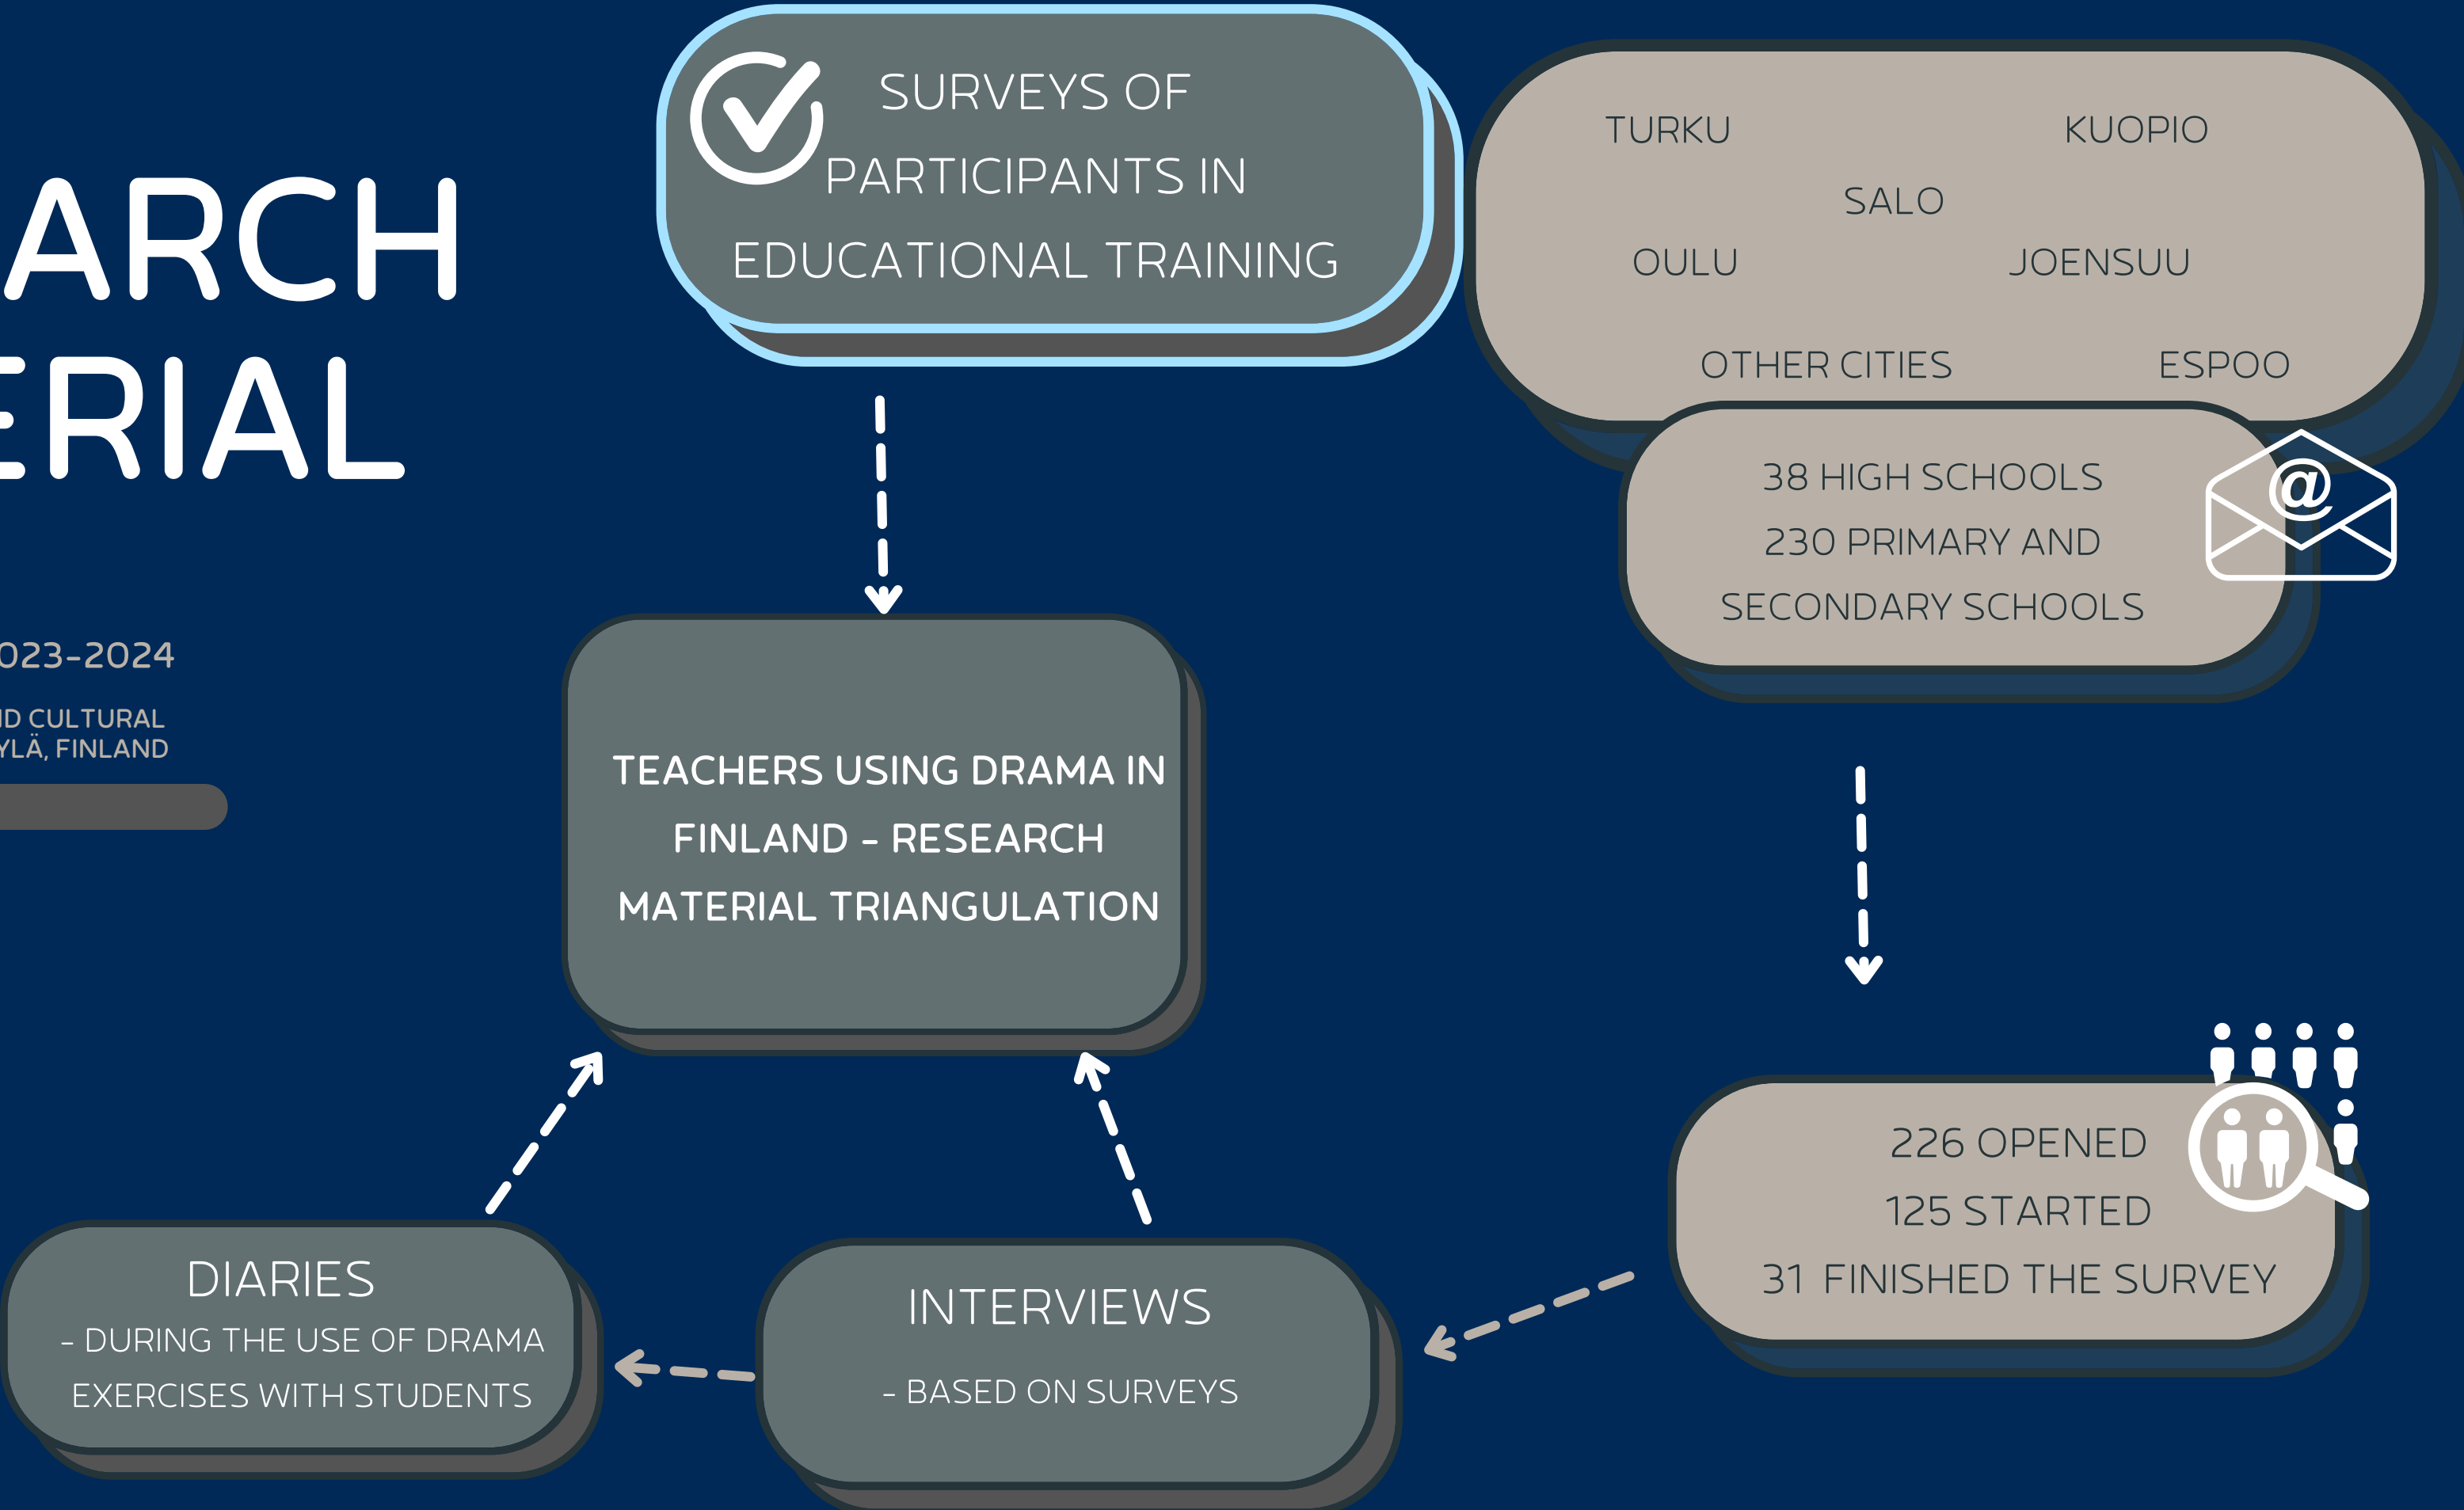 ARCH
ERIAL
023-2024
ND CULTURAL
YLÄ, FINLAND
SURVEYS OF
PARTICIPANTS IN
EDUCATIONAL TRAINING
TURKU
KUOPIO
SALO
OULU
JOENSUU
OTHER CITIES
ESPOO
38 HIGH SCHOOLS
230 PRIMARY AND
SECONDARY SCHOOLS
@
TEACHERS USING DRAMA IN
FINLAND - RESEARCH
MATERIAL TRIANGULATION
226 OPENED
125 STARTED
31 FINISHED THE SURVEY
DIARIES
- DURING THE USE OF DRAMA
EXERCISES WITH STUDENTS
INTERVIEWS
- BASED ON SURVEYS